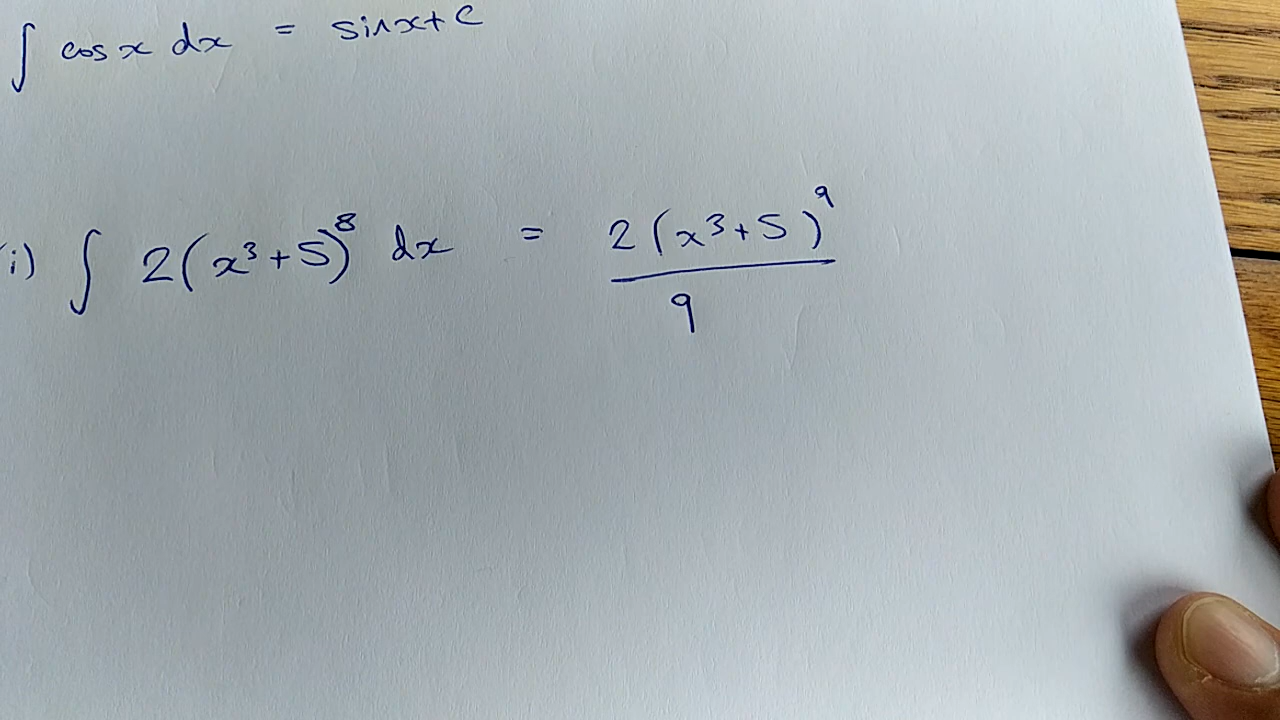 ∫ cos x dx = sinx + c
i) ∫ 2(x³+5)⁸ dx = 2(x³+5)⁹ / 9